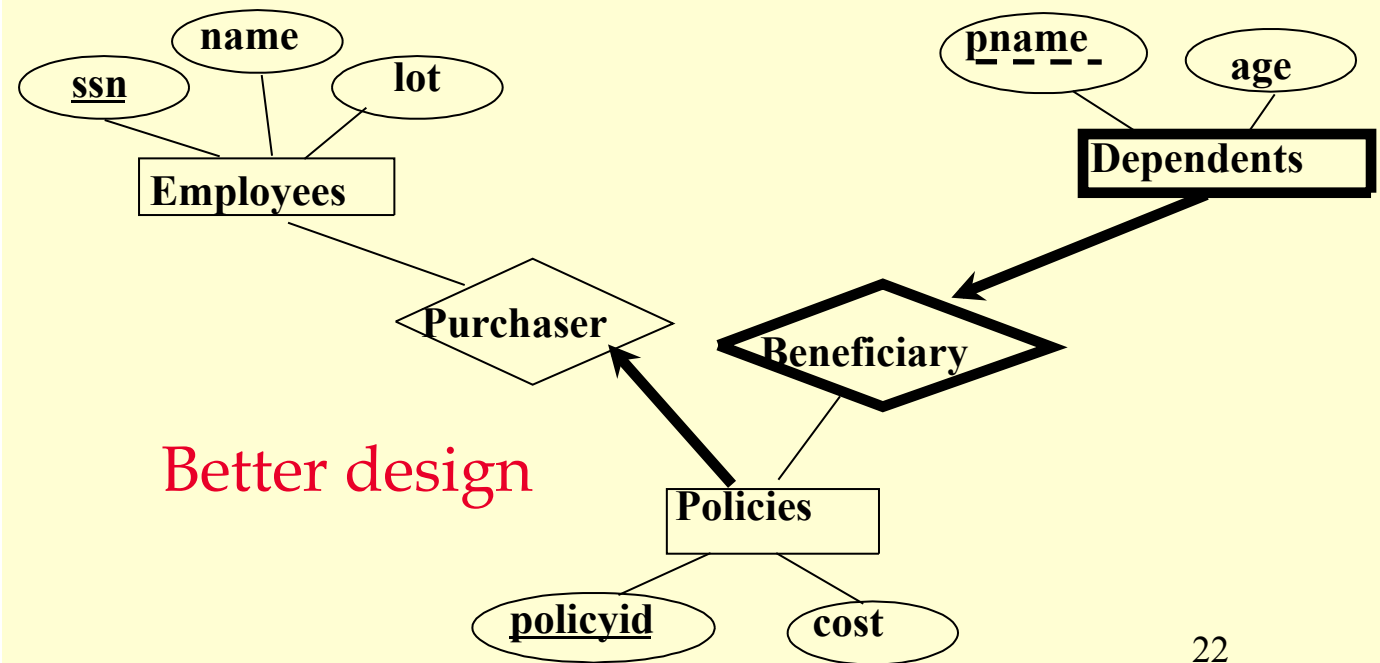 name
ssn
lot
pname
age
Employees
Dependents
Purchaser
Beneficiary
Better design
Policies
policyid
cost
22